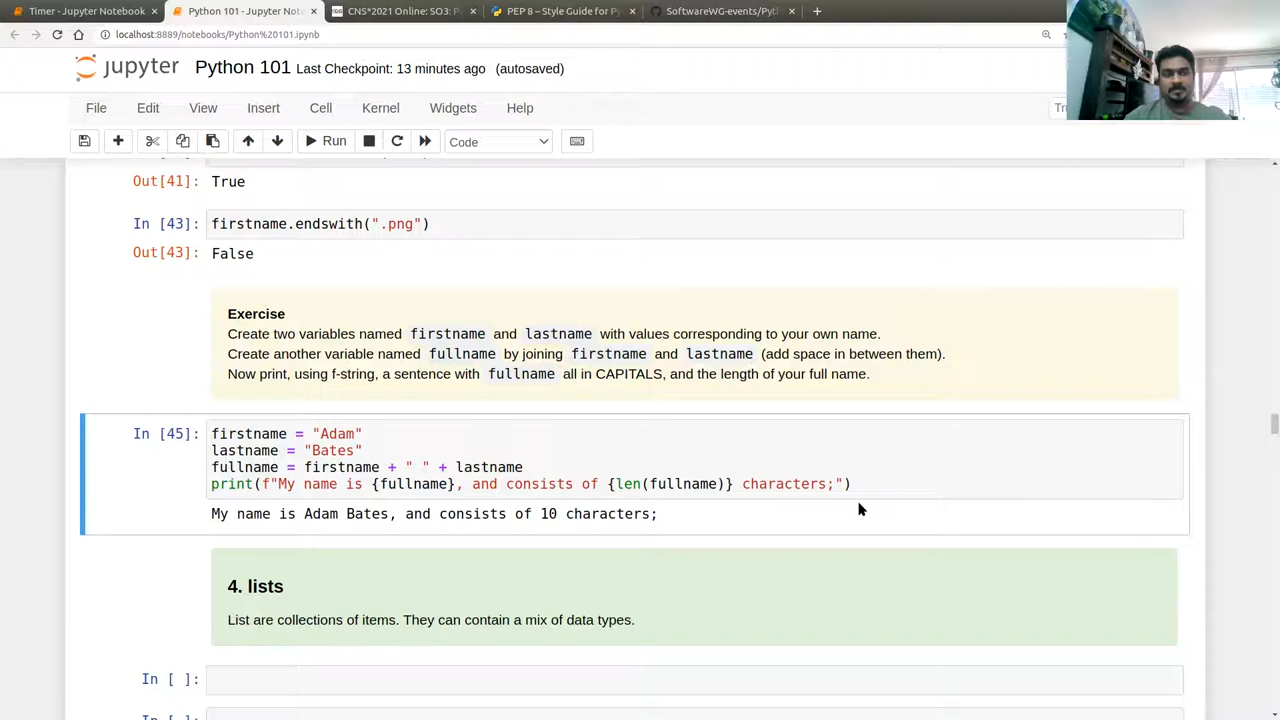 Timer - Jupyter Notebook
Python 101 - Jupyter Note
CNS*2021 Online: SO3: P
PEP 8 – Style Guide for Py
SoftwareWG-events/Pyt
localhost:8889/notebooks/Python%20101.ipynb
jupyter Python 101 Last Checkpoint: 13 minutes ago (autosaved)
File Edit View Insert Cell Kernel Widgets Help
Run Code
Out[41]: True
In [43]: firstname.endswith(".png")
Out[43]: False
Exercise
Create two variables named firstname and lastname with values corresponding to your own name.
Create another variable named fullname by joining firstname and lastname (add space in between them).
Now print, using f-string, a sentence with fullname all in CAPITALS, and the length of your full name.
In [45]: firstname = "Adam"
lastname = "Bates"
fullname = firstname + " " + lastname
print(f"My name is {fullname}, and consists of {len(fullname)} characters;")
My name is Adam Bates, and consists of 10 characters;
4. lists
List are collections of items. They can contain a mix of data types.
In [ ]:
In [ ]: